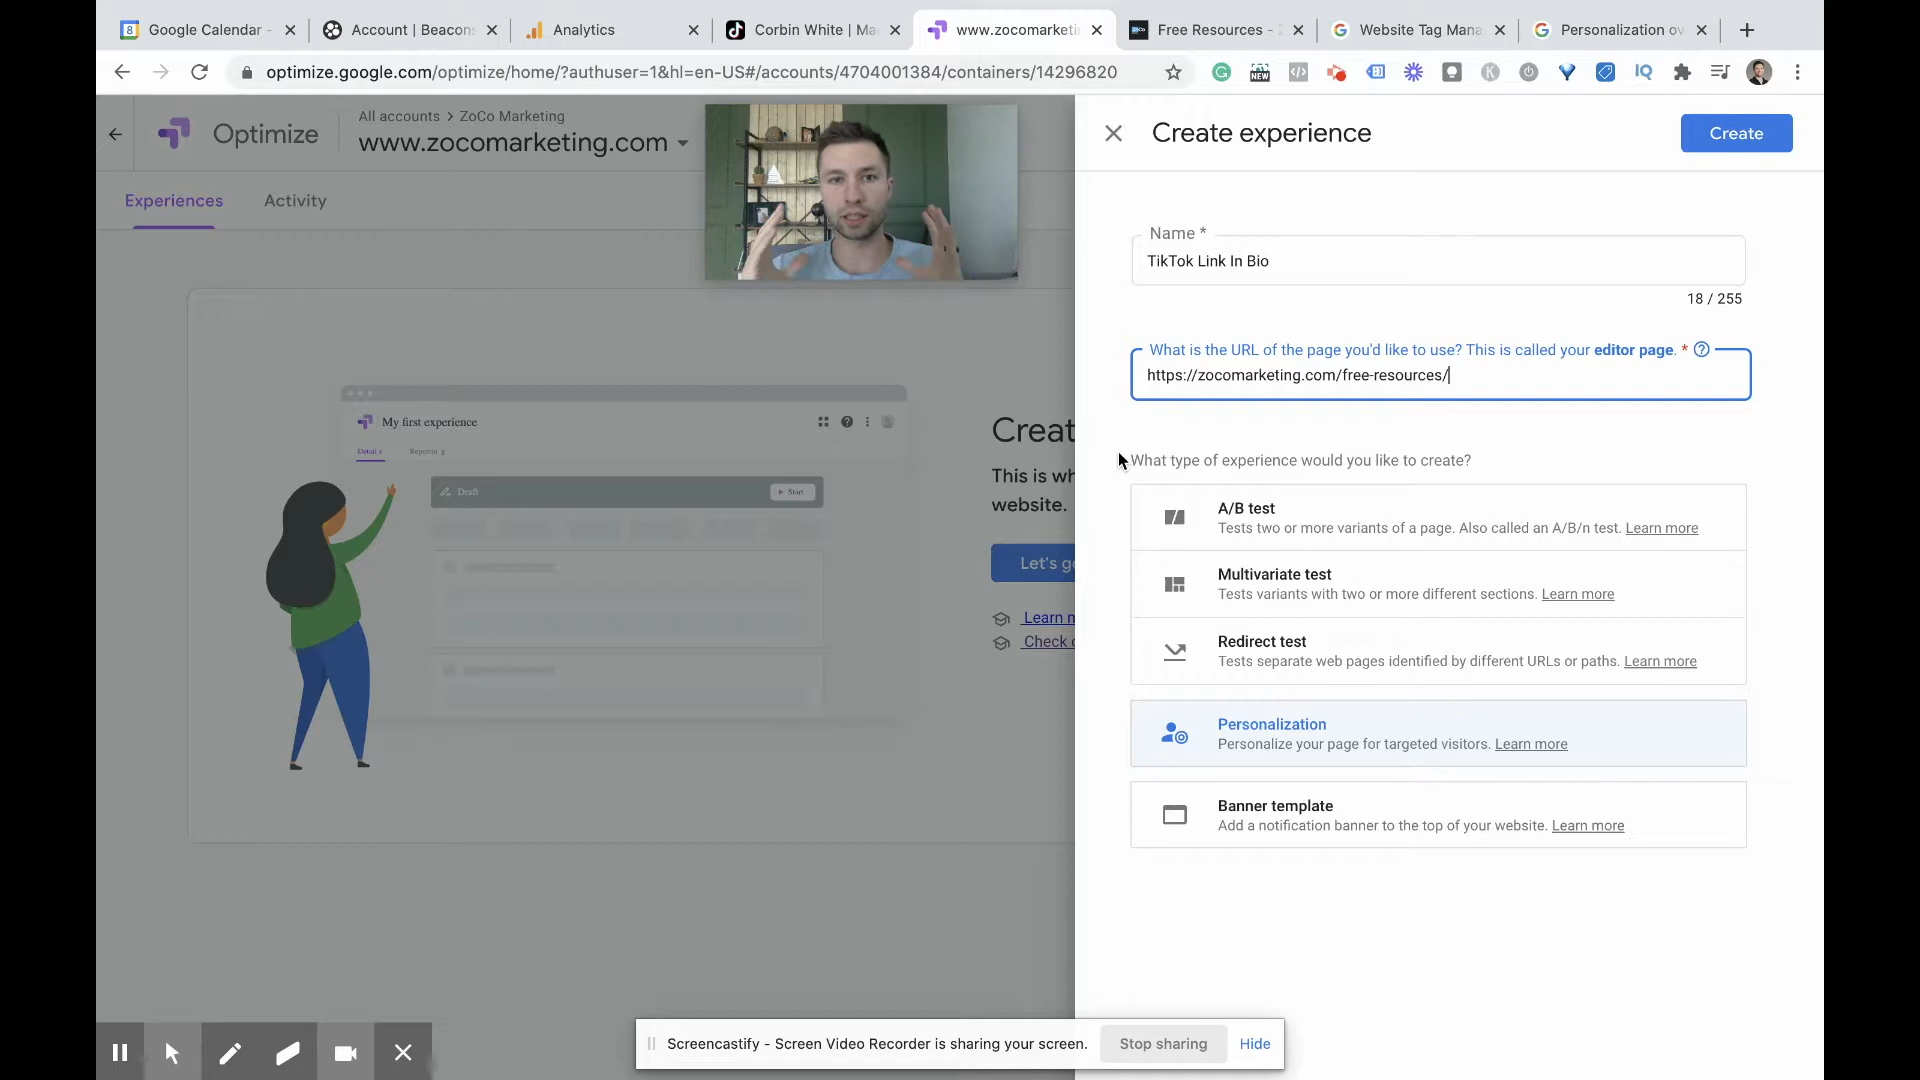 Google Calendar -
Account | Beacons
Analytics
Corbin White | Ma
www.zocomarketi
Free Resources -
Website Tag Mana
Personalization ov
optimize.google.com/optimize/home/?authuser=1&hl=en-US#/accounts/4704001384/containers/14296820
NEW
K
IQ
Optimize
All accounts > ZoCo Marketing
www.zocomarketing.com
Experiences
Activity
My first experience
Draft
Start
Creat
This is wh
website.
Let's g
Learn m
Check o
Create experience
Create
Name *
TikTok Link In Bio
18 / 255
What is the URL of the page you'd like to use? This is called your editor page. *
https://zocomarketing.com/free-resources/
What type of experience would you like to create?
A/B test
Tests two or more variants of a page. Also called an A/B/n test. Learn more
Multivariate test
Tests variants with two or more different sections. Learn more
Redirect test
Tests separate web pages identified by different URLs or paths. Learn more
Personalization
Personalize your page for targeted visitors. Learn more
Banner template
Add a notification banner to the top of your website. Learn more
Screencastify - Screen Video Recorder is sharing your screen.
Stop sharing
Hide